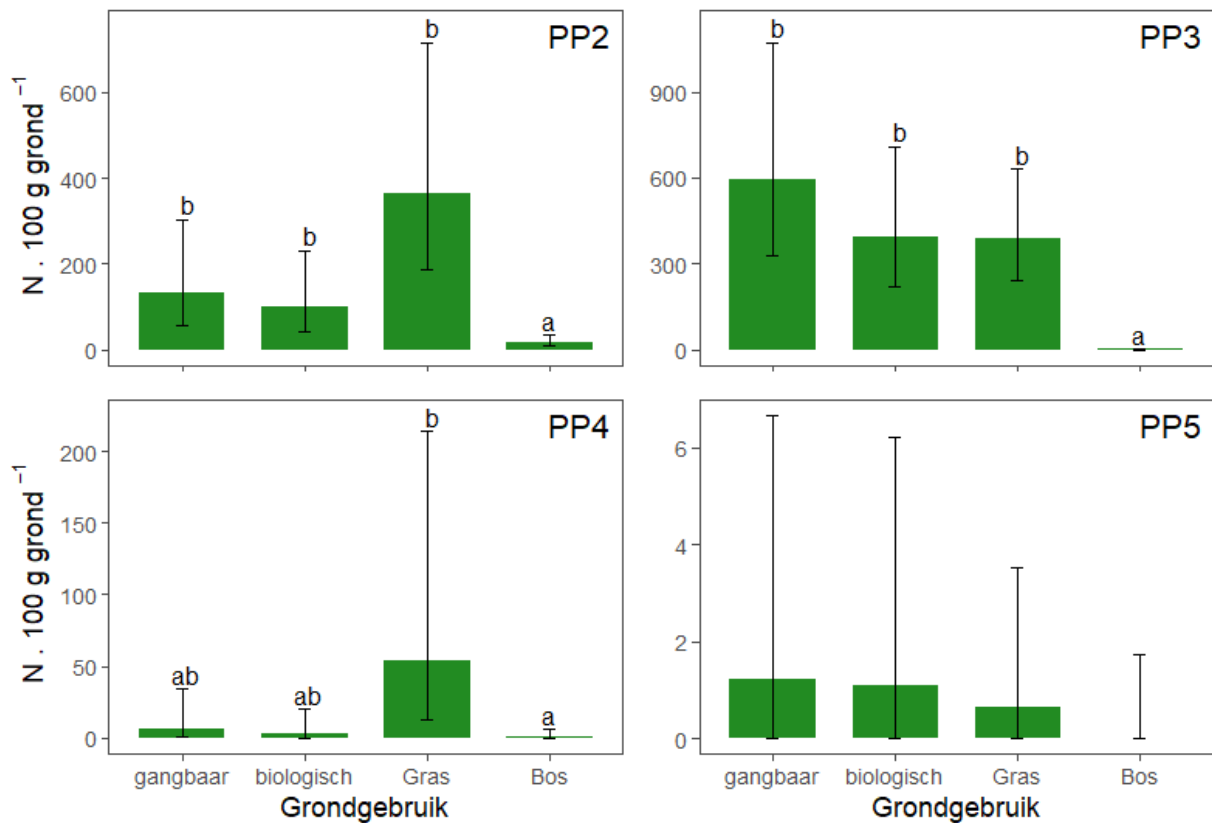 PP2
N . 100 g grond ⁻¹
600
400
200
0
b
b
b
a
PP3
900
600
300
0
b
b
b
a
PP4
N . 100 g grond ⁻¹
200
150
100
50
0
ab
ab
b
a
gangbaar biologisch Gras Bos
Grondgebruik
PP5
6
4
2
0
gangbaar biologisch Gras Bos
Grondgebruik